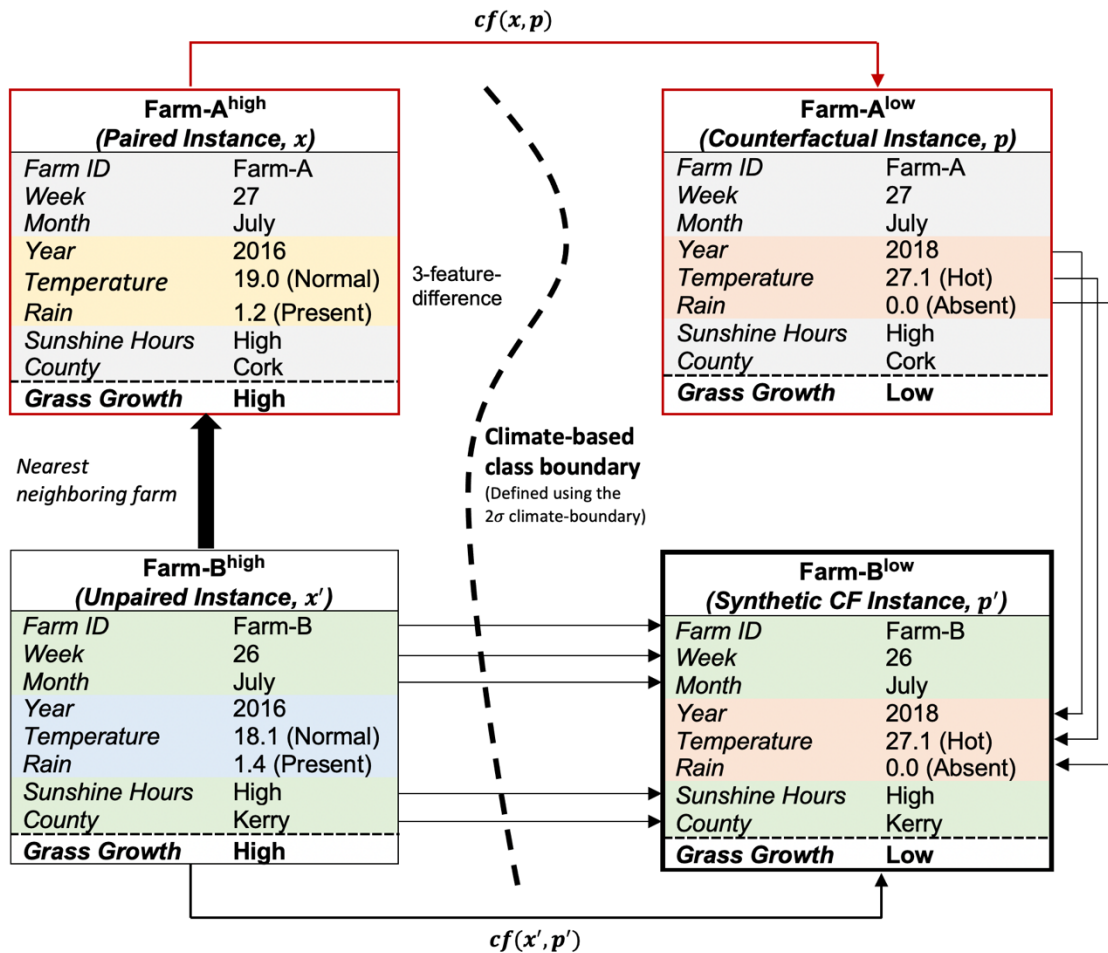 cf(x, p)
Farm-A^high
(Paired Instance, x)
Farm ID Farm-A
Week 27
Month July
Year 2016
Temperature 19.0 (Normal)
Rain 1.2 (Present)
Sunshine Hours High
County Cork
Grass Growth High
3-feature-
difference
Farm-A^low
(Counterfactual Instance, p)
Farm ID Farm-A
Week 27
Month July
Year 2018
Temperature 27.1 (Hot)
Rain 0.0 (Absent)
Sunshine Hours High
County Cork
Grass Growth Low
Nearest
neighboring farm
Climate-based
class boundary
(Defined using the
2σ climate-boundary)
Farm-B^high
(Unpaired Instance, x′)
Farm ID Farm-B
Week 26
Month July
Year 2016
Temperature 18.1 (Normal)
Rain 1.4 (Present)
Sunshine Hours High
County Kerry
Grass Growth High
Farm-B^low
(Synthetic CF Instance, p′)
Farm ID Farm-B
Week 26
Month July
Year 2018
Temperature 27.1 (Hot)
Rain 0.0 (Absent)
Sunshine Hours High
County Kerry
Grass Growth Low
cf(x′, p′)